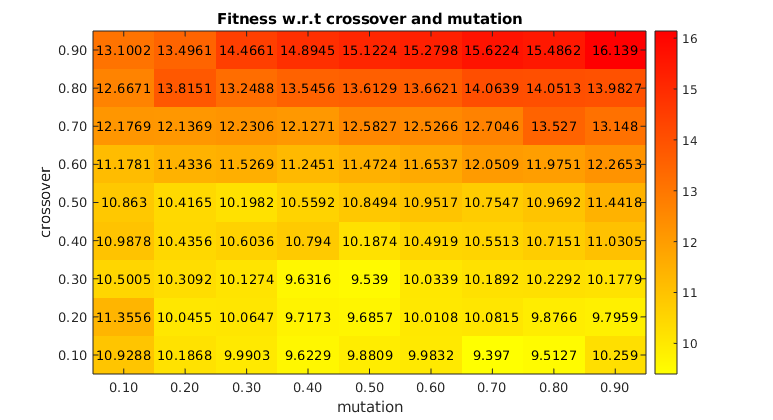 Fitness w.r.t crossover and mutation
0.90 13.1002 13.4961 14.4661 14.8945 15.1224 15.2798 15.6224 15.4862 16.139 16
0.80 12.6671 13.8151 13.2488 13.5456 13.6129 13.6621 14.0639 14.0513 13.9827 15
0.70 12.1769 12.1369 12.2306 12.1271 12.5827 12.5266 12.7046 13.527 13.148 14
0.60 11.1781 11.4336 11.5269 11.2451 11.4724 11.6537 12.0509 11.9751 12.2653 13
0.50 10.863 10.4165 10.1982 10.5592 10.8494 10.9517 10.7547 10.9692 11.4418
crossover
0.40 10.9878 10.4356 10.6036 10.794 10.1874 10.4919 10.5513 10.7151 11.0305 12
0.30 10.5005 10.3092 10.1274 9.6316 9.539 10.0339 10.1892 10.2292 10.1779 11
0.20 11.3556 10.0455 10.0647 9.7173 9.6857 10.0108 10.0815 9.8766 9.7959
0.10 10.9288 10.1868 9.9903 9.6229 9.8809 9.9832 9.397 9.5127 10.259 10
0.10 0.20 0.30 0.40 0.50 0.60 0.70 0.80 0.90
mutation